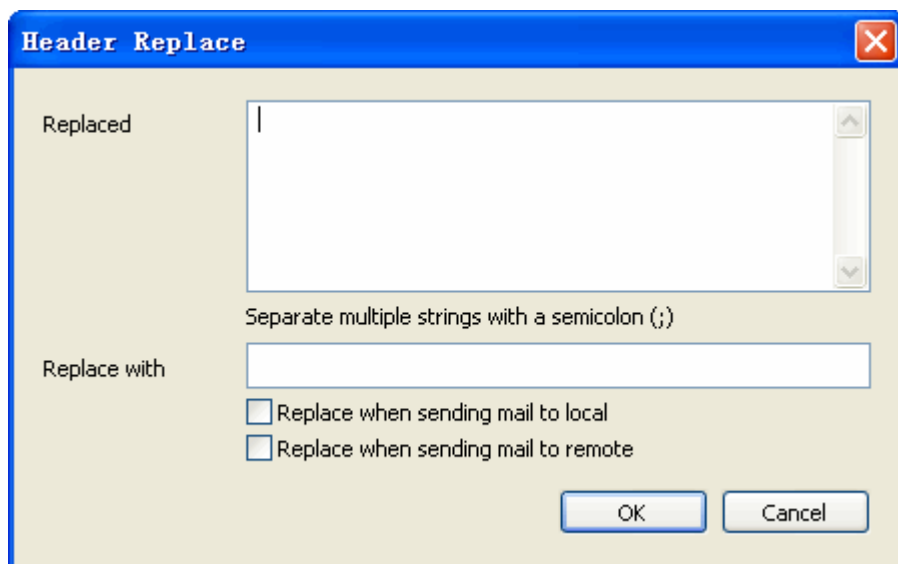 Header Replace
Replaced
Separate multiple strings with a semicolon (;)
Replace with
Replace when sending mail to local
Replace when sending mail to remote
OK Cancel